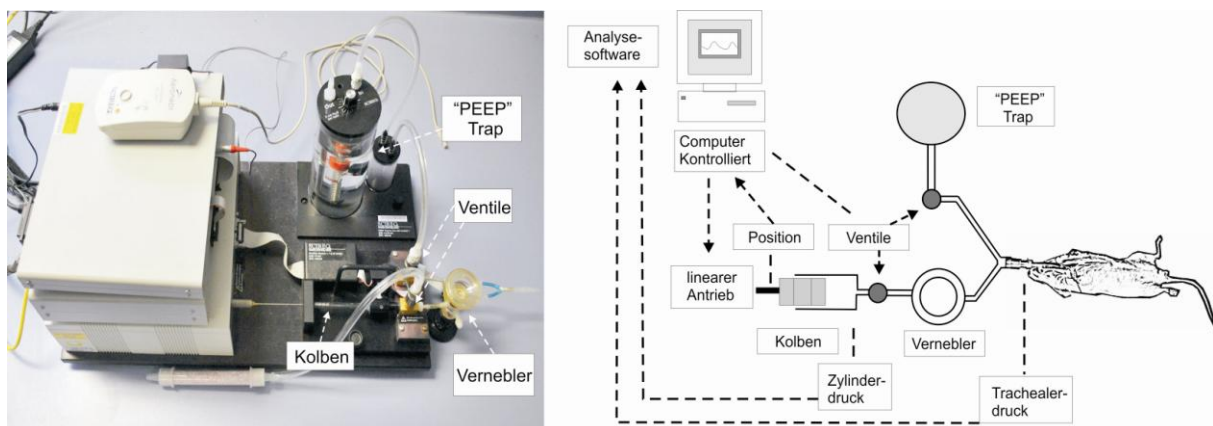 “PEEP”
Trap
Ventile
Kolben
Vernebler
Analyse-
software
“PEEP”
Trap
Computer
Kontrolliert
Position
Ventile
linearer
Antrieb
Kolben
Vernebler
Zylinder-
druck
Trachealer-
druck